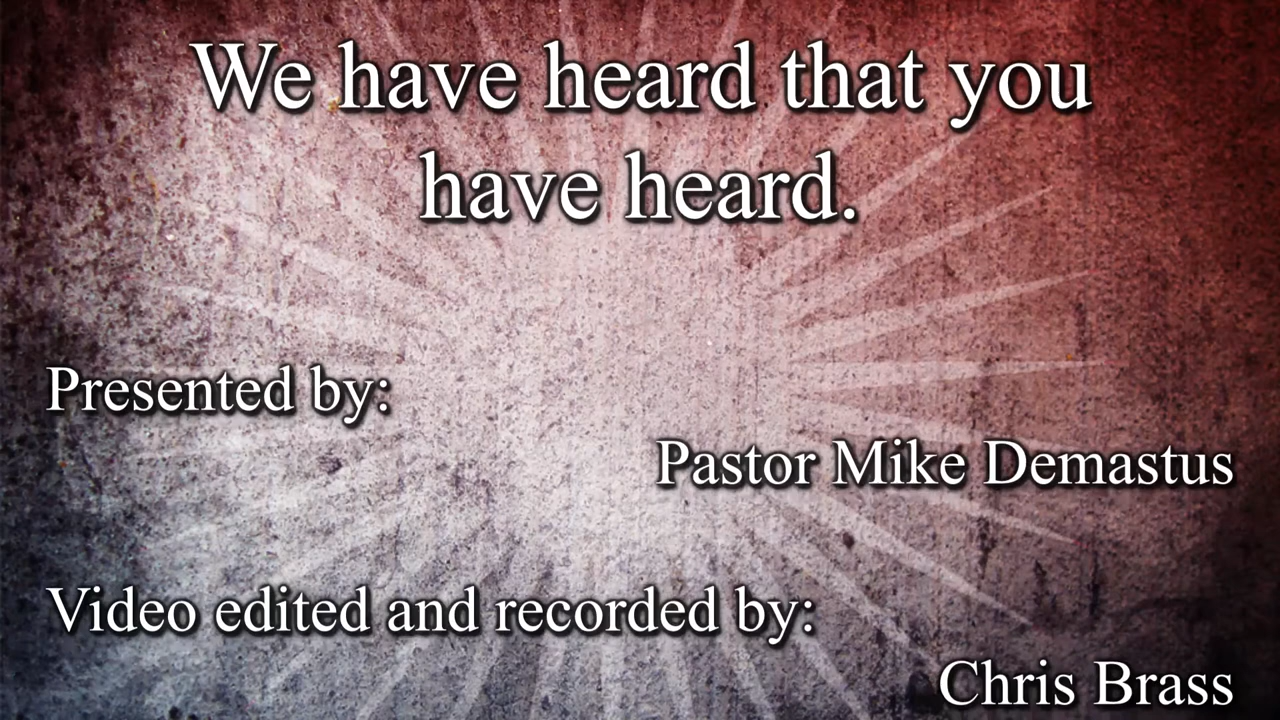 We have heard that you
have heard.
Presented by:
Pastor Mike Demastus
Video edited and recorded by:
Chris Brass